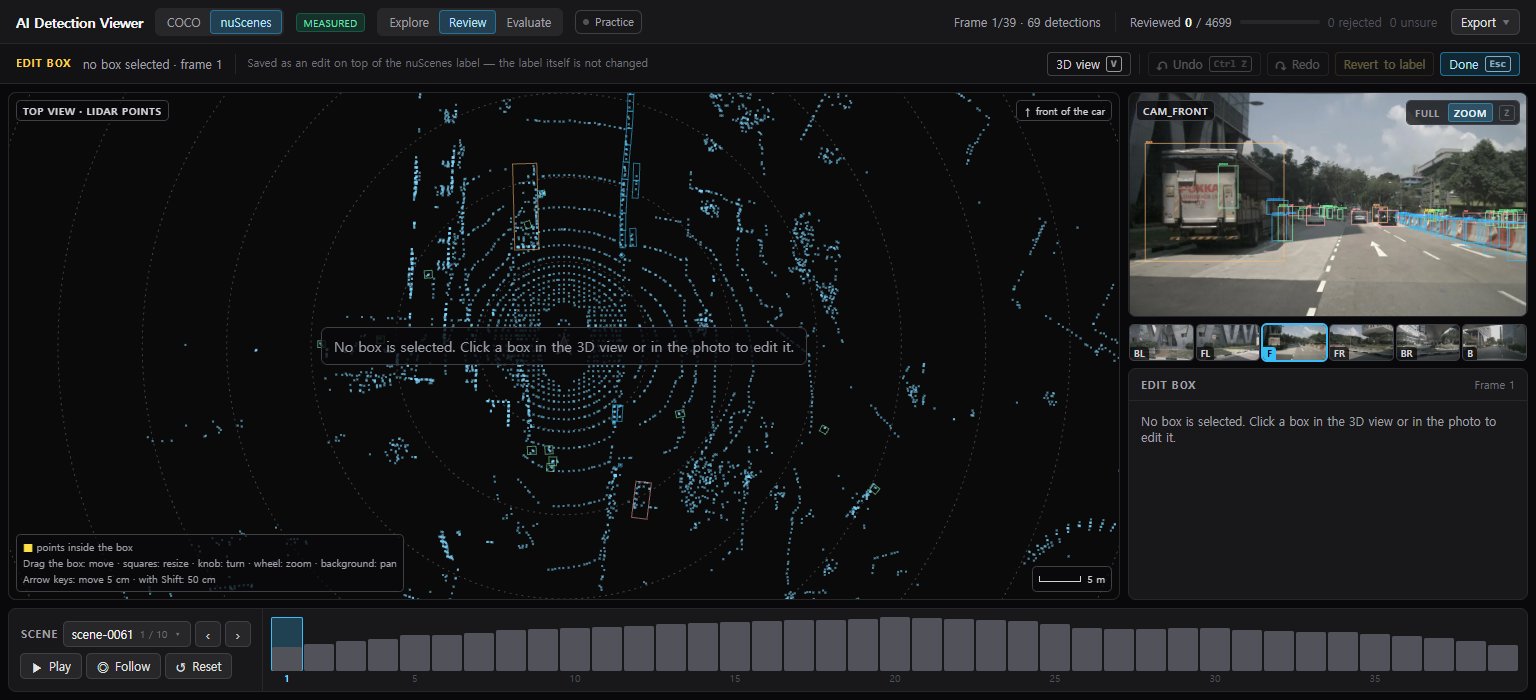 AI Detection Viewer
COCO
nuScenes
MEASURED
Explore
Review
Evaluate
Practice
Frame 1/39 · 69 detections
Reviewed 0 / 4699
0 rejected 0 unsure
Export
EDIT BOX
no box selected · frame 1
Saved as an edit on top of the nuScenes label — the label itself is not changed
3D view V
Undo Ctrl Z
Redo
Revert to label
Done Esc
TOP VIEW · LIDAR POINTS
↑ front of the car
No box is selected. Click a box in the 3D view or in the photo to edit it.
points inside the box
Drag the box: move · squares: resize · knob: turn · wheel: zoom · background: pan
Arrow keys: move 5 cm · with Shift: 50 cm
5 m
CAM_FRONT
FULL
ZOOM
Z
BL
FL
F
FR
BR
B
EDIT BOX
Frame 1
No box is selected. Click a box in the 3D view or in the photo to
edit it.
SCENE
scene-0061 1 / 10
‹
›
Play
Follow
Reset
1
5
10
15
20
25
30
35